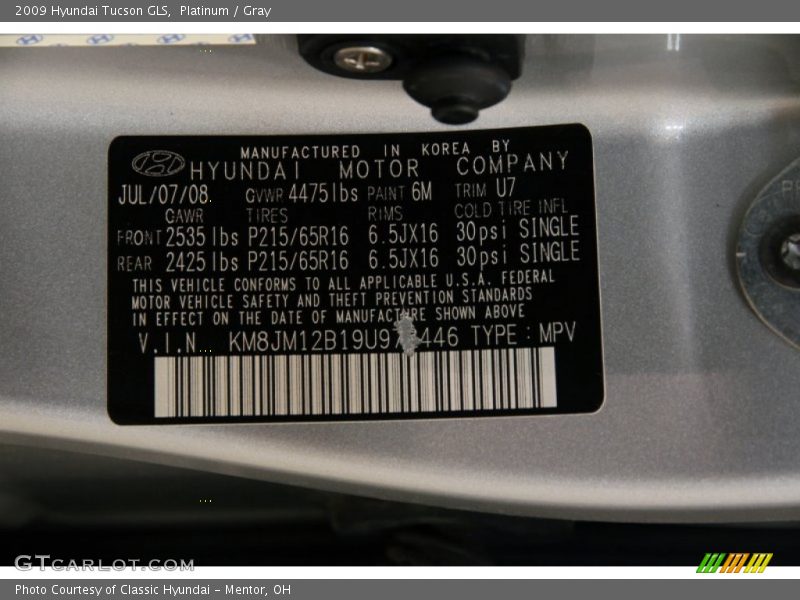 2009 Hyundai Tucson GLS, Platinum / Gray
MANUFACTURED IN KOREA BY
HYUNDAI MOTOR COMPANY
JUL/07/08. GVWR 4475lbs PAINT 6M TRIM U7
GAWR TIRES RIMS COLD TIRE INFL
FRONT 2535 lbs P215/65R16 6.5JX16 30psi SINGLE
REAR 2425 lbs P215/65R16 6.5JX16 30psi SINGLE
THIS VEHICLE CONFORMS TO ALL APPLICABLE U.S.A. FEDERAL
MOTOR VEHICLE SAFETY AND THEFT PREVENTION STANDARDS
IN EFFECT ON THE DATE OF MANUFACTURE SHOWN ABOVE
V.I.N. TYPE : MPV
GTCARLOT.COM
Photo Courtesy of Classic Hyundai - Mentor, OH